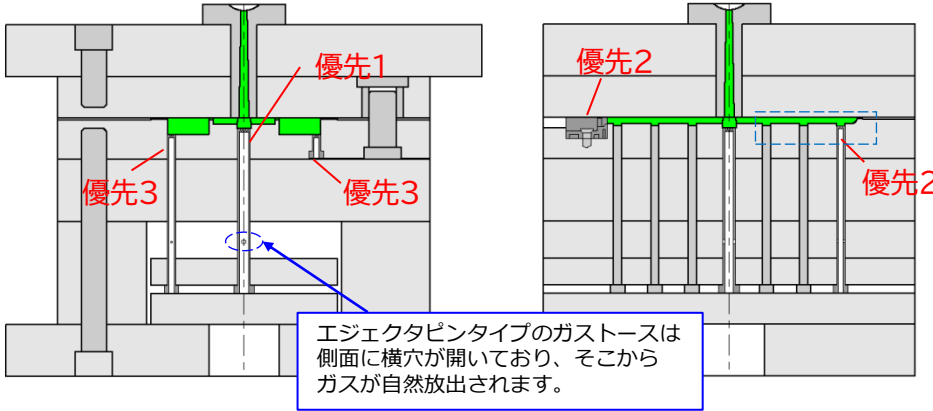 優先1
優先3
優先3
エジェクタピンタイプのガストースは
側面に横穴が開いており、そこから
ガスが自然放出されます。
優先2
優先2